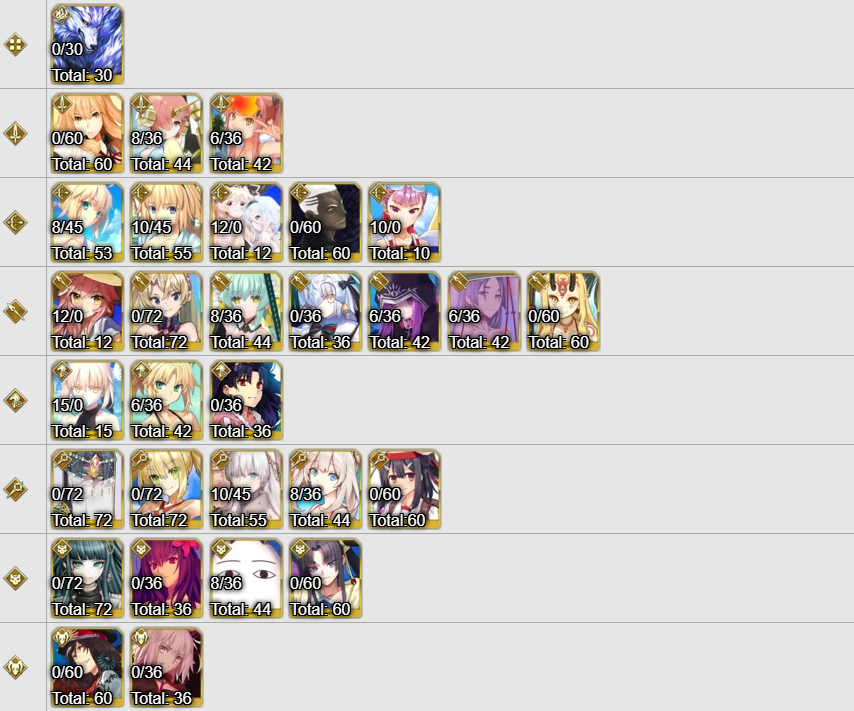 0/30
Total: 30
0/60
Total: 60
8/36
Total: 44
6/36
Total: 42
8/45
Total: 53
10/45
Total: 55
12/0
Total: 12
0/60
Total: 60
10/0
Total: 10
12/0
Total: 12
0/72
Total: 72
8/36
Total: 44
0/36
Total: 36
6/36
Total: 42
6/36
Total: 42
0/60
Total: 60
15/0
Total: 15
6/36
Total: 42
0/36
Total: 36
0/72
Total: 72
0/72
Total: 72
10/45
Total: 55
8/36
Total: 44
0/60
Total: 60
0/72
Total: 72
0/36
Total: 36
8/36
Total: 44
0/60
Total: 60
0/60
Total: 60
0/36
Total: 36